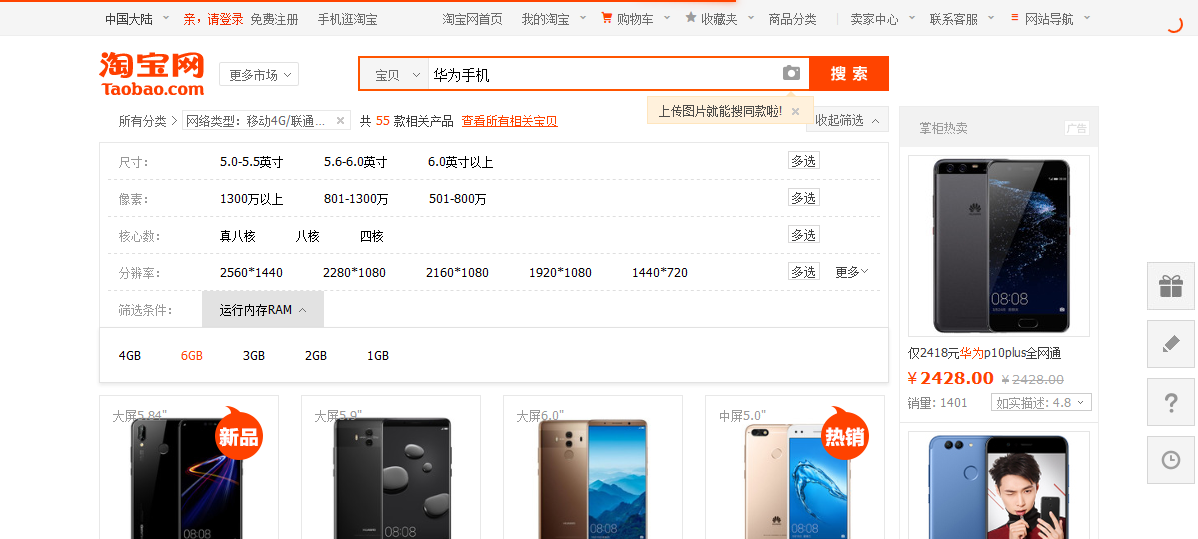 中国大陆 亲，请登录 免费注册 手机逛淘宝 淘宝网首页 我的淘宝 购物车 收藏夹 商品分类 卖家中心 联系客服 网站导航
淘宝网
Taobao.com
更多市场
宝贝 华为手机 搜 索
上传图片就能搜同款啦!
所有分类 网络类型: 移动4G/联通... 共 55 款相关产品 查看所有相关宝贝 收起筛选
尺寸: 5.0-5.5英寸 5.6-6.0英寸 6.0英寸以上 多选
像素: 1300万以上 801-1300万 501-800万 多选
核心数: 真八核 八核 四核 多选
分辨率: 2560*1440 2280*1080 2160*1080 1920*1080 1440*720 多选 更多
筛选条件: 运行内存RAM
4GB 6GB 3GB 2GB 1GB
大屏5.84" 新品
大屏5.9"
大屏6.0"
中屏5.0" 热销
掌柜热卖 广告
08:08
仅2418元华为p10plus全网通
¥2428.00 ¥2428.00
销量: 1401 如实描述: 4.8
?
08:08
08:08
08:08
08:08